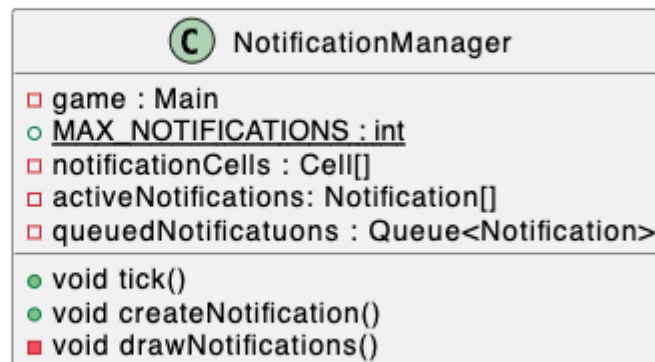 C NotificationManager
game : Main
MAX_NOTIFICATIONS : int
notificationCells : Cell[]
activeNotifications: Notification[]
queuedNotificatuons : Queue<Notification>
void tick()
void createNotification()
void drawNotifications()